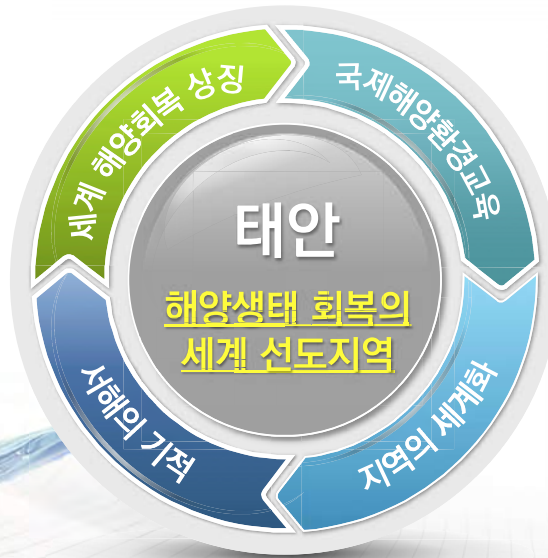 세계 해양회복 상징
국제해양환경교육
태안
해양생태 회복의
세계 선도지역
서해의 기적
지역의 세계화